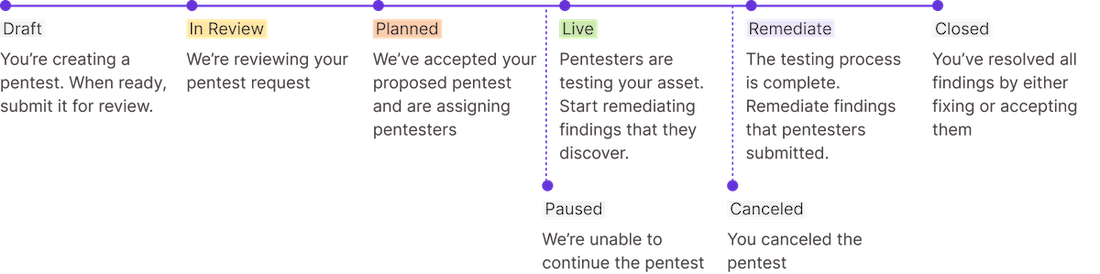 Draft
You're creating a
pentest. When ready,
submit it for review.
In Review
We're reviewing your
pentest request
Planned
We've accepted your
proposed pentest
and are assigning
pentesters
Live
Pentesters are
testing your asset.
Start remediating
findings that they
discover.
Remediate
The testing process
is complete.
Remediate findings
that pentesters
submitted.
Closed
You've resolved all
findings by either
fixing or accepting
them
Paused
We're unable to
continue the pentest
Canceled
You canceled the
pentest